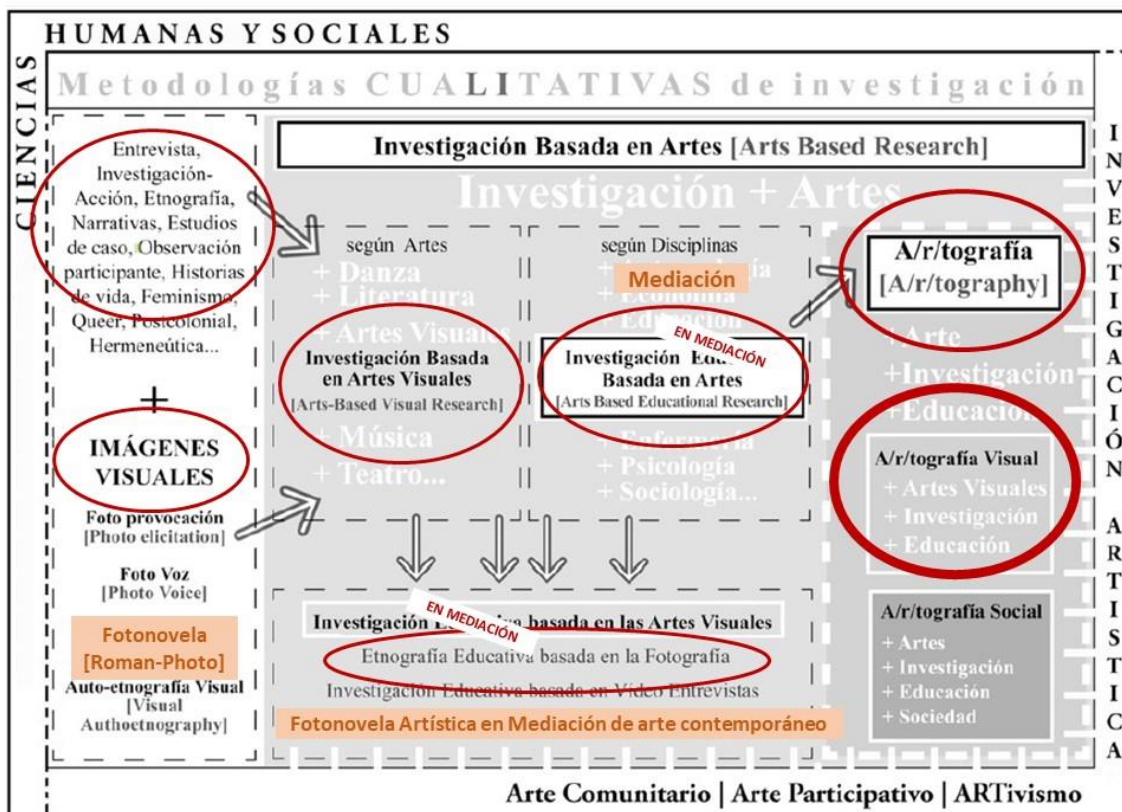 HUMANAS Y SOCIALES
CIENCIAS
Metodologías CUALITATIVAS de investigación
Entrevista,
Investigación-
Acción, Etnografía,
Narrativas, Estudios
de caso, Observación
participante, Historias
de vida, Feminismo,
Queer, Postcolonial,
Hermeneútica...
+
IMÁGENES
VISUALES
Foto provocación
[Photo elicitation]
Foto Voz
[Photo Voice]
Fotonovela
[Roman-Photo]
Auto-etnografía Visual
[Visual
Authoetnography]
Investigación Basada en Artes [Arts Based Research]
Investigación + Artes
según Artes
+ Danza
+ Literatura
+ Artes Visuales
Investigación Basada
en Artes Visuales
[Arts-Based Visual Research]
+ Música
+ Teatro...
según Disciplinas
Mediación
+ Economía
+ Educación
EN MEDIACIÓN
Investigación
Basada en Artes
[Arts Based Educational Research]
+ Enfermería
+ Psicología
+ Sociología...
A/r/tografía
[A/r/tography]
+ Arte
+Investigación
+Educación
A/r/tografía Visual
+ Artes Visuales
+ Investigación
+ Educación
A/r/tografía Social
+ Artes
+ Investigación
+ Educación
+ Sociedad
EN MEDIACIÓN
Investigación basada en las Artes Visuales
Etnografía Educativa basada en la Fotografía
Investigación Educativa basada en Vídeo Entrevistas
Fotonovela Artística en Mediación de arte contemporáneo
INVESTIGACIÓN ARTISTICA
Arte Comunitario | Arte Participativo | ARTivismo